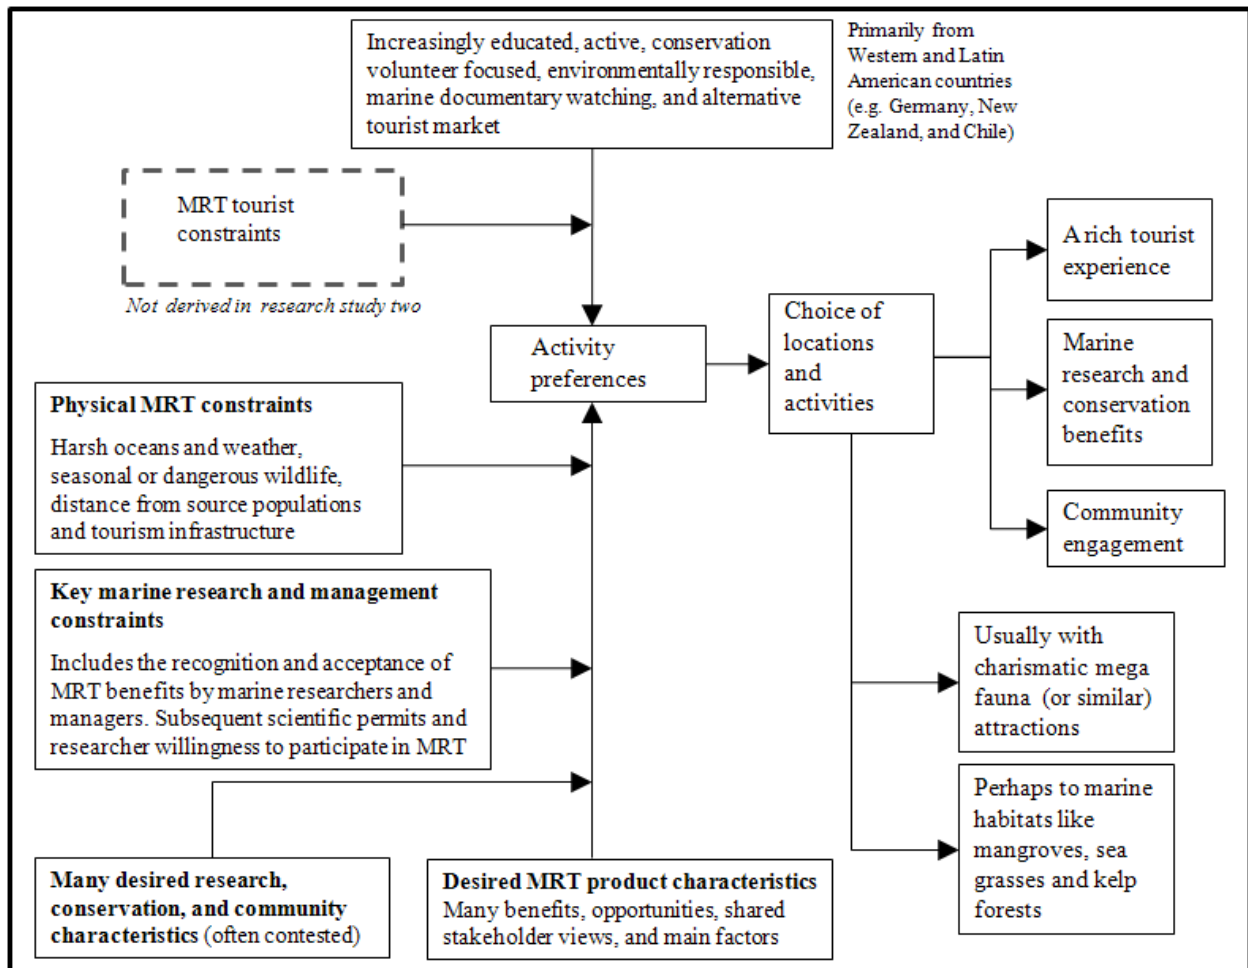 Increasingly educated, active, conservation
volunteer focused, environmentally responsible,
marine documentary watching, and alternative
tourist market
Primarily from
Western and Latin
American countries
(e.g. Germany, New
Zealand, and Chile)
MRT tourist
constraints
Not derived in research study two
Activity
preferences
Choice of
locations
and
activities
A rich tourist
experience
Marine
research and
conservation
benefits
Community
engagement
Physical MRT constraints
Harsh oceans and weather,
seasonal or dangerous wildlife,
distance from source populations
and tourism infrastructure
Key marine research and management
constraints
Includes the recognition and acceptance of
MRT benefits by marine researchers and
managers. Subsequent scientific permits and
researcher willingness to participate in MRT
Usually with
charismatic mega
fauna (or similar)
attractions
Perhaps to marine
habitats like
mangroves, sea
grasses and kelp
forests
Many desired research,
conservation, and community
characteristics (often contested)
Desired MRT product characteristics
Many benefits, opportunities, shared
stakeholder views, and main factors